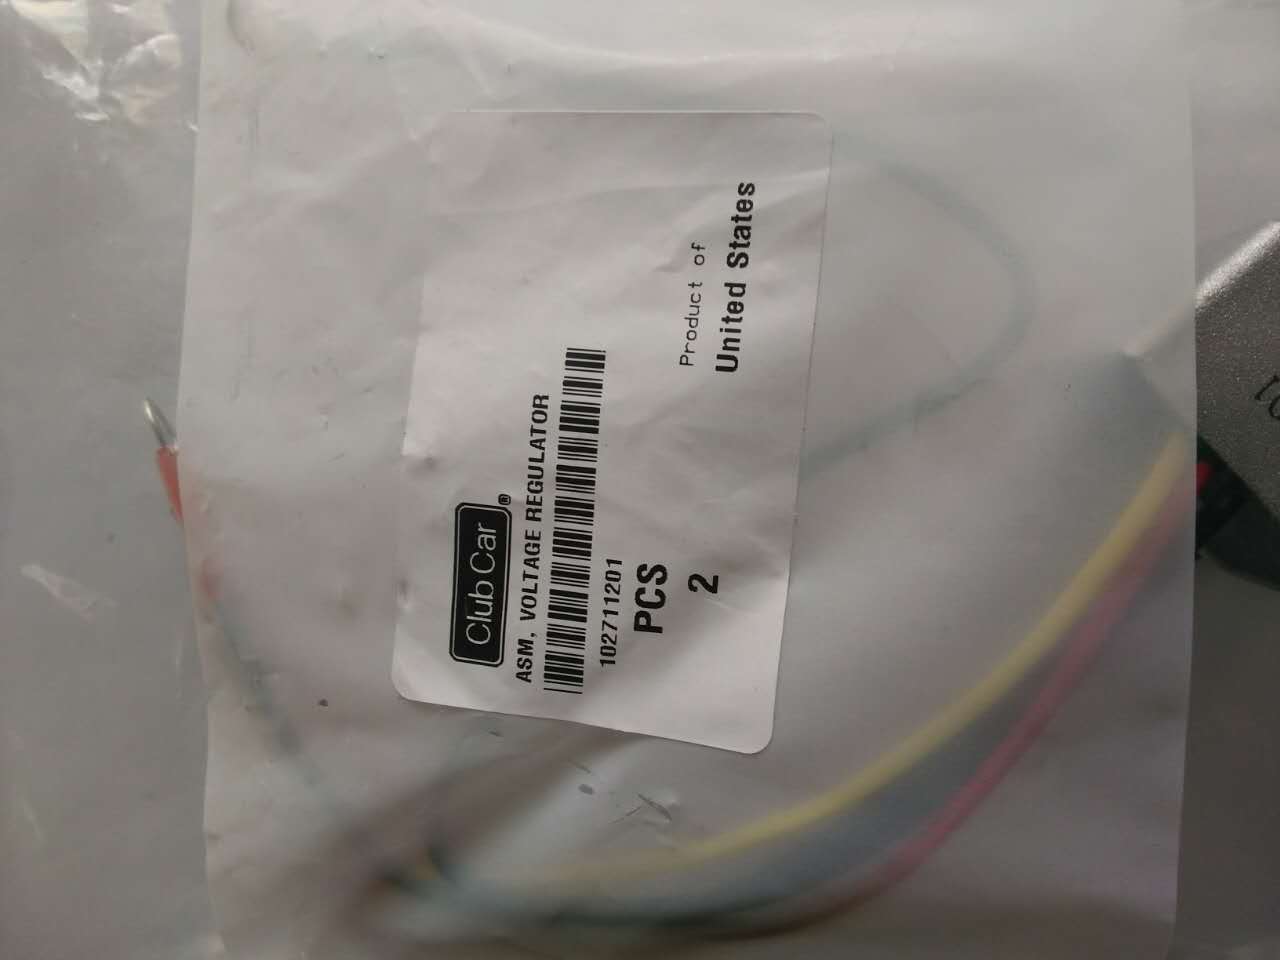 Club Car®
ASM, VOLTAGE REGULATOR
102711201
PCS
2
Product of
United States